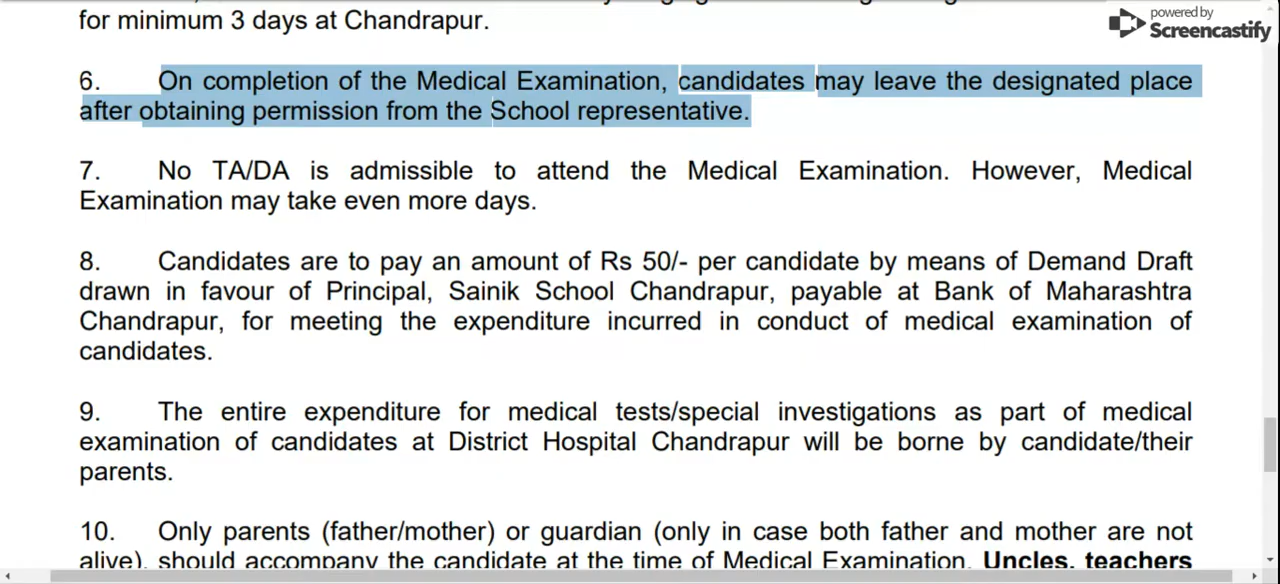 for minimum 3 days at Chandrapur.
powered by
Screencastify
6. On completion of the Medical Examination, candidates may leave the designated place
after obtaining permission from the School representative.
7. No TA/DA is admissible to attend the Medical Examination. However, Medical
Examination may take even more days.
8. Candidates are to pay an amount of Rs 50/- per candidate by means of Demand Draft
drawn in favour of Principal, Sainik School Chandrapur, payable at Bank of Maharashtra
Chandrapur, for meeting the expenditure incurred in conduct of medical examination of
candidates.
9. The entire expenditure for medical tests/special investigations as part of medical
examination of candidates at District Hospital Chandrapur will be borne by candidate/their
parents.
10. Only parents (father/mother) or guardian (only in case both father and mother are not
alive), should accompany the candidate at the time of Medical Examination. Uncles, teachers